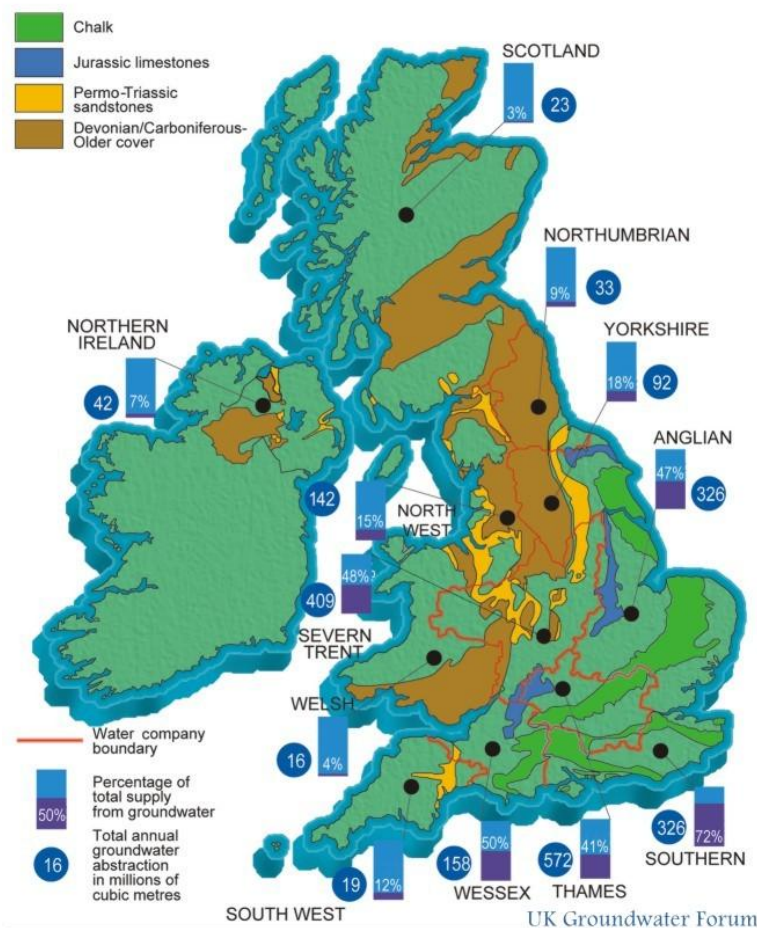 Chalk
Jurassic limestones
Permo-Triassic
sandstones
Devonian/Carboniferous-
Older cover
SCOTLAND
3%
23
NORTHUMBRIAN
9%
33
NORTHERN
IRELAND
42
7%
YORKSHIRE
18%
92
ANGLIAN
47%
326
142
15%
NORTH
WEST
48%
409
SEVERN
TRENT
WELSH
16
4%
Water company
boundary
50%
Percentage of
total supply
from groundwater
16
Total annual
groundwater
abstraction
in millions of
cubic metres
19
12%
SOUTH WEST
158
50%
WESSEX
572
41%
THAMES
326
72%
SOUTHERN
UK Groundwater Forum